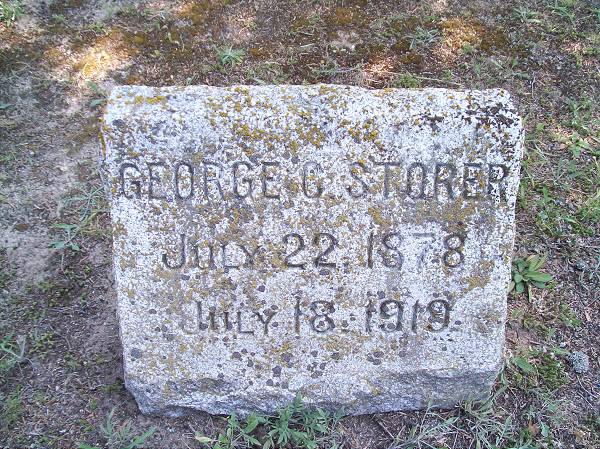 GEORGE C. STORER
JULY 22, 1878
JULY 18, 1919